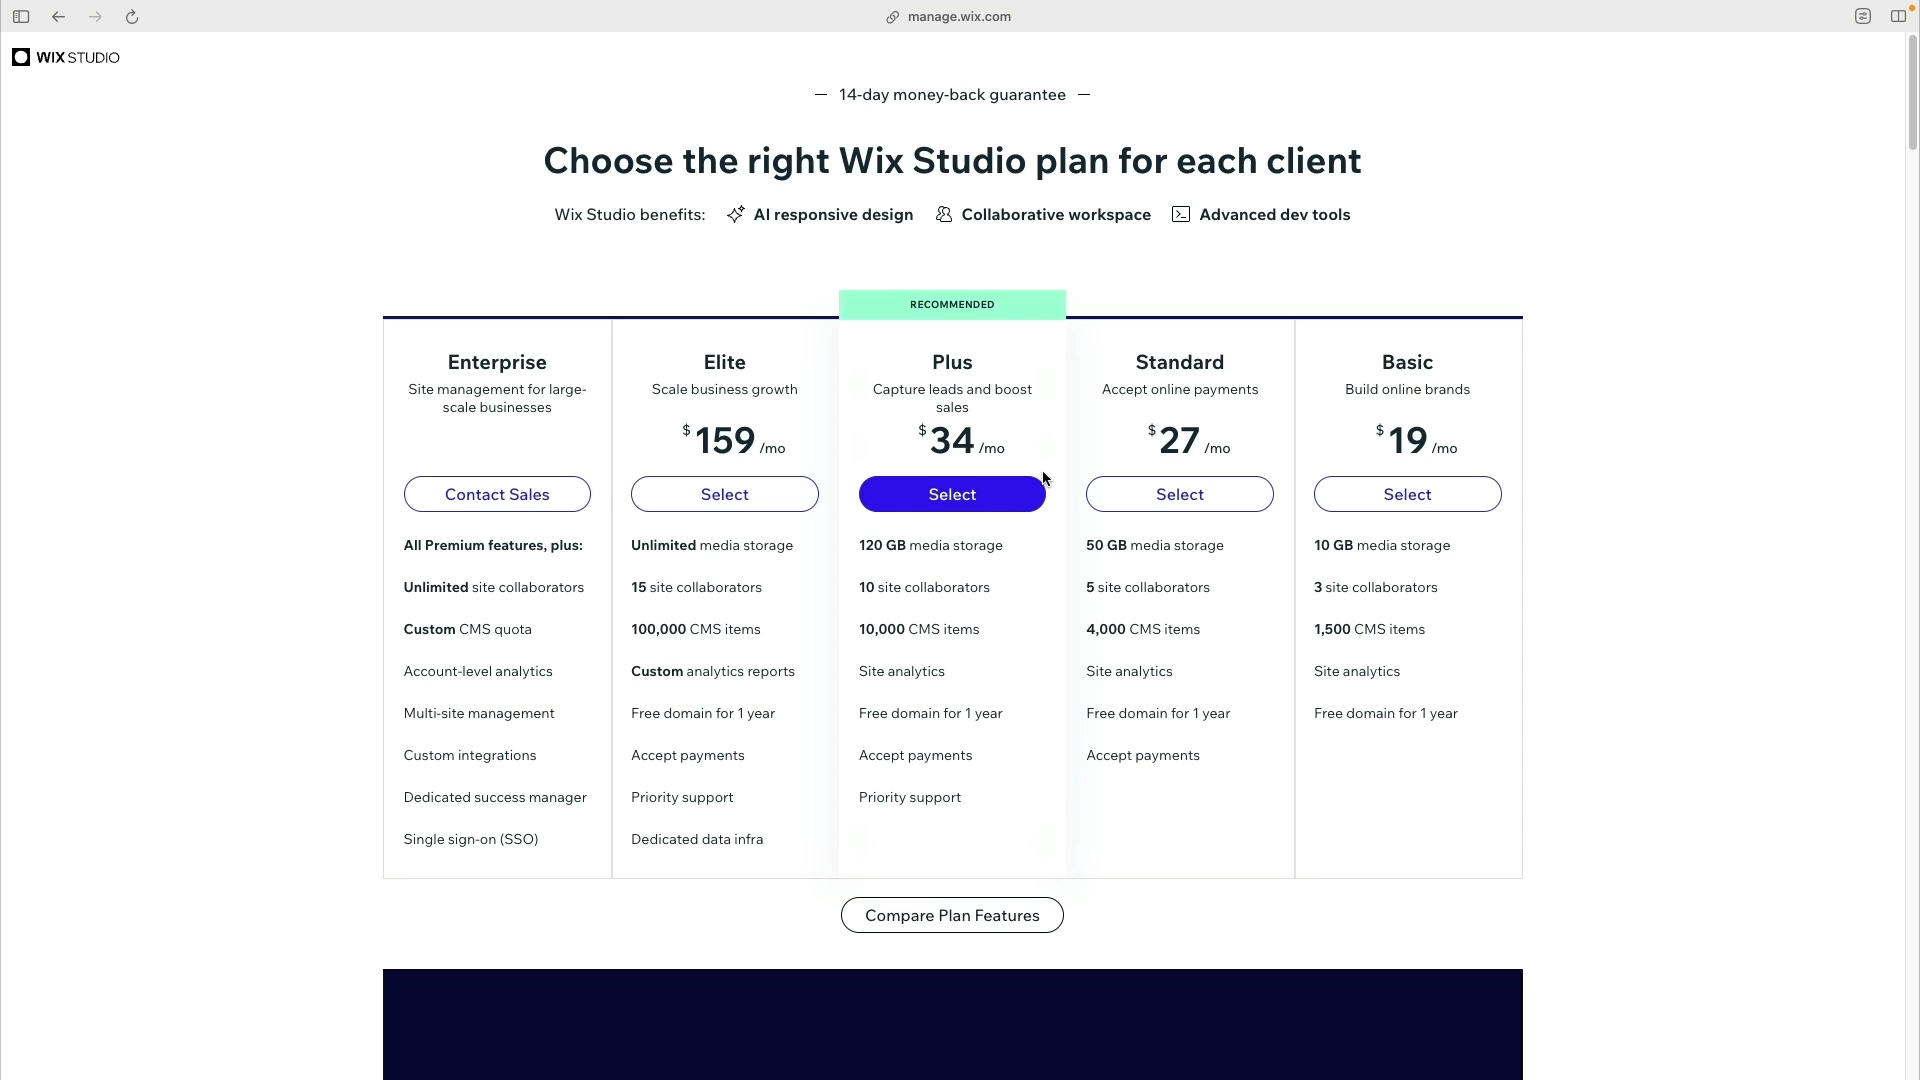 manage.wix.com
WIX STUDIO
— 14-day money-back guarantee —
Choose the right Wix Studio plan for each client
Wix Studio benefits: AI responsive design Collaborative workspace Advanced dev tools
RECOMMENDED
Enterprise
Site management for large-
scale businesses
Contact Sales
All Premium features, plus:
Unlimited site collaborators
Custom CMS quota
Account-level analytics
Multi-site management
Custom integrations
Dedicated success manager
Single sign-on (SSO)
Elite
Scale business growth
$159 /mo
Select
Unlimited media storage
15 site collaborators
100,000 CMS items
Custom analytics reports
Free domain for 1 year
Accept payments
Priority support
Dedicated data infra
Plus
Capture leads and boost
sales
$34 /mo
Select
120 GB media storage
10 site collaborators
10,000 CMS items
Site analytics
Free domain for 1 year
Accept payments
Priority support
Standard
Accept online payments
$27 /mo
Select
50 GB media storage
5 site collaborators
4,000 CMS items
Site analytics
Free domain for 1 year
Accept payments
Basic
Build online brands
$19 /mo
Select
10 GB media storage
3 site collaborators
1,500 CMS items
Site analytics
Free domain for 1 year
Compare Plan Features